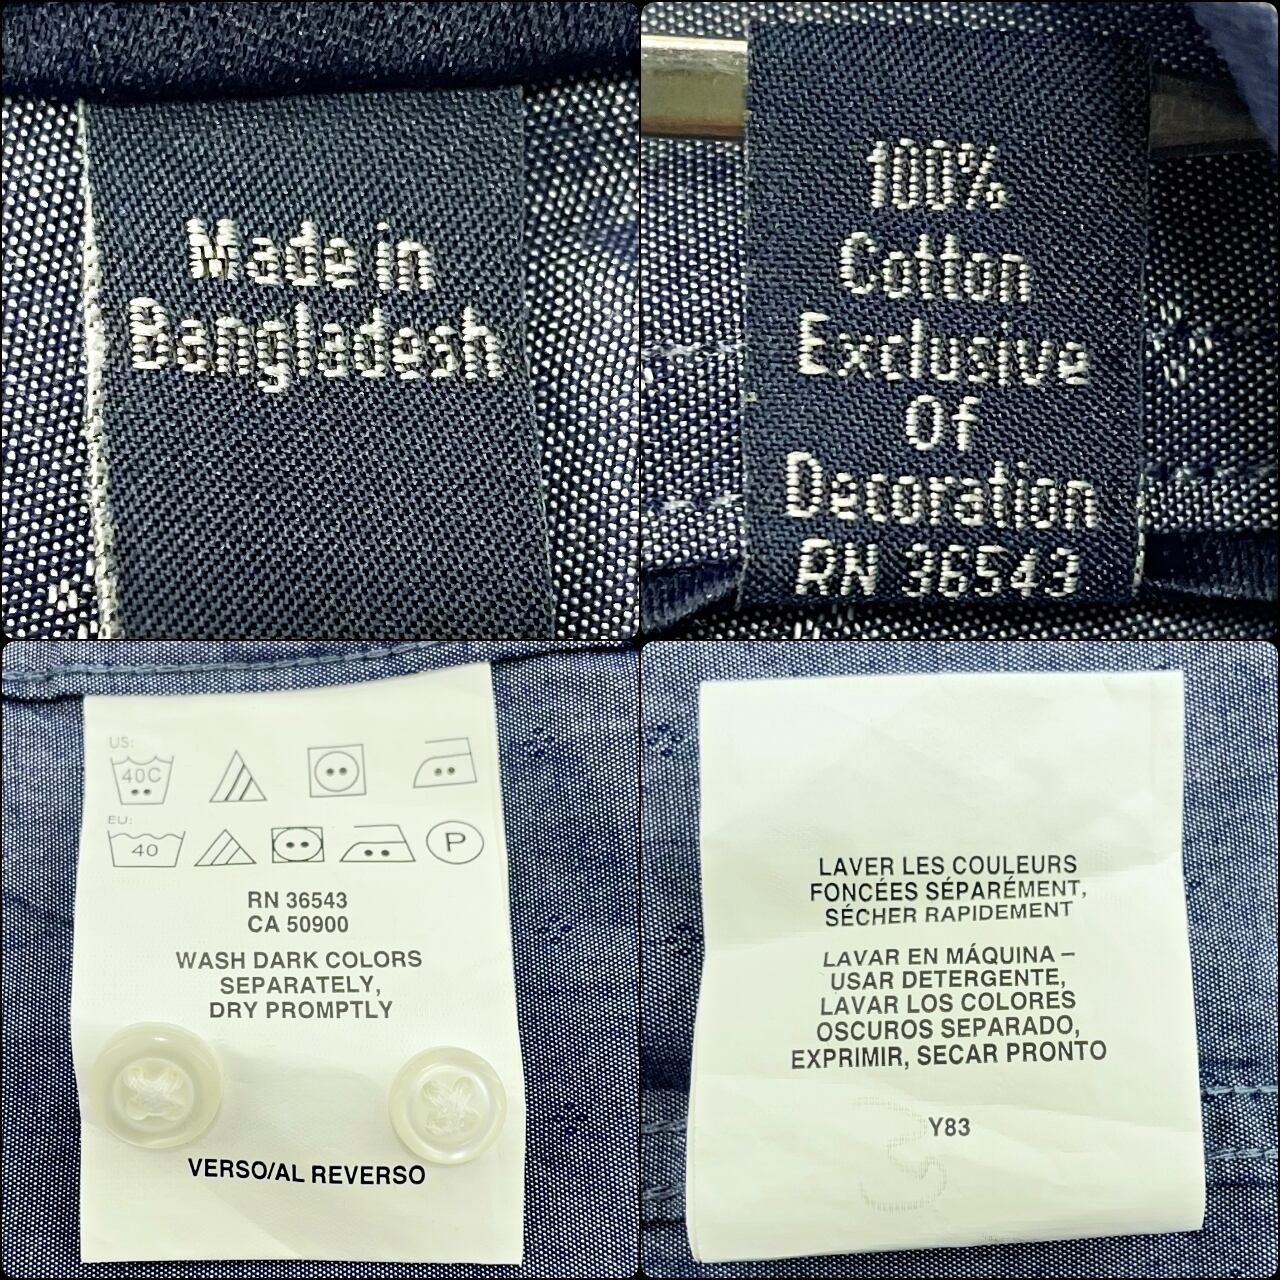 Made in
Bangladesh
100%
Cotton
Exclusive
Of
Decoration
RN 36543
US:
40C
EU:
40
P
RN 36543
CA 50900
WASH DARK COLORS
SEPARATELY,
DRY PROMPTLY
VERSO/AL REVERSO
LAVER LES COULEURS
FONCÉES SÉPARÉMENT,
SÉCHER RAPIDEMENT
LAVAR EN MÁQUINA –
USAR DETERGENTE,
LAVAR LOS COLORES
OSCUROS SEPARADO,
EXPRIMIR, SECAR PRONTO
Y83